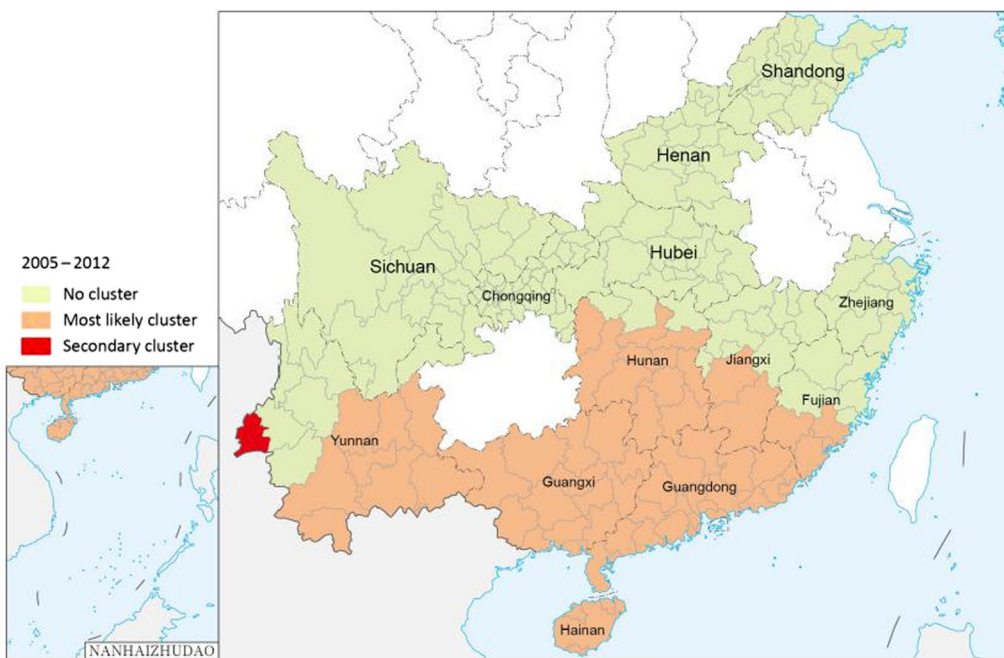 Shandong
Henan
Hubei
Sichuan
Chongqing
Zhejiang
2005 – 2012
No cluster
Most likely cluster
Secondary cluster
Hunan
Jiangxi
Fujian
Yunnan
Guangxi
Guangdong
Hainan
NANHAIZHUDAO